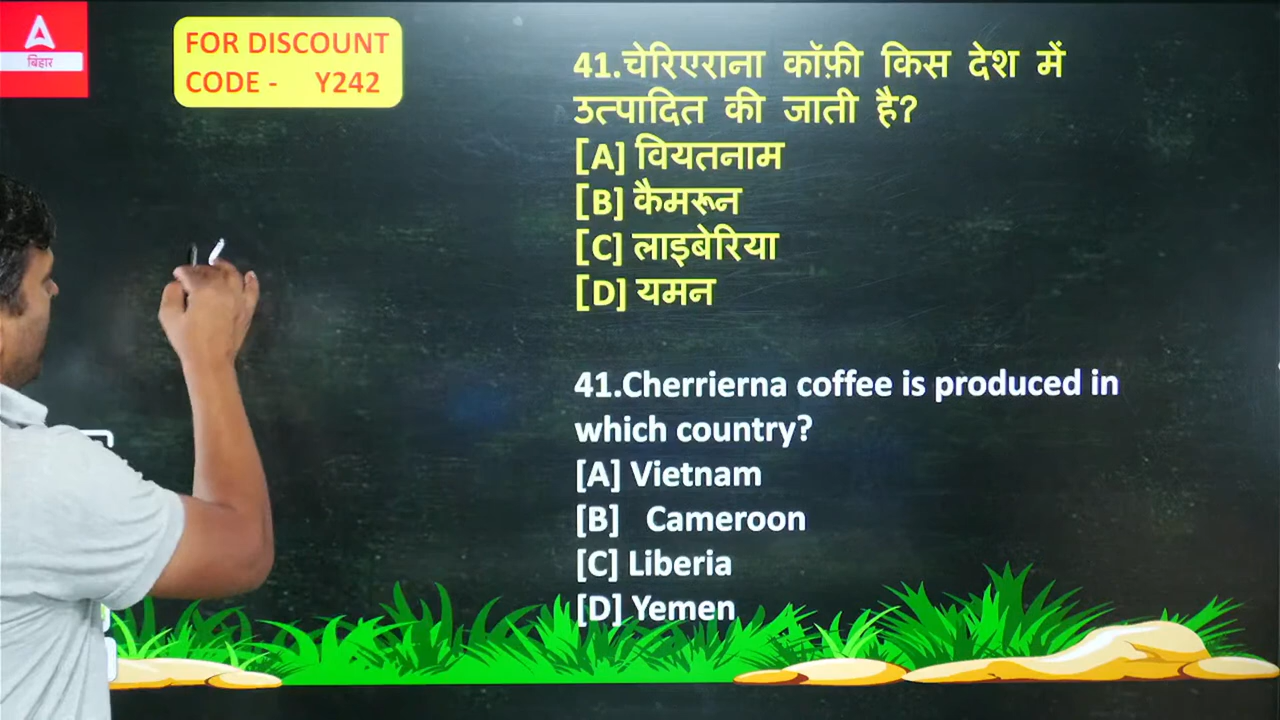 बिहार
FOR DISCOUNT
CODE - Y242
41.चेरिएराना कॉफ़ी किस देश में
उत्पादित की जाती है?
[A] वियतनाम
[B] कैमरून
[C] लाइबेरिया
[D] यमन
41.Cherrierna coffee is produced in
which country?
[A] Vietnam
[B] Cameroon
[C] Liberia
[D] Yemen